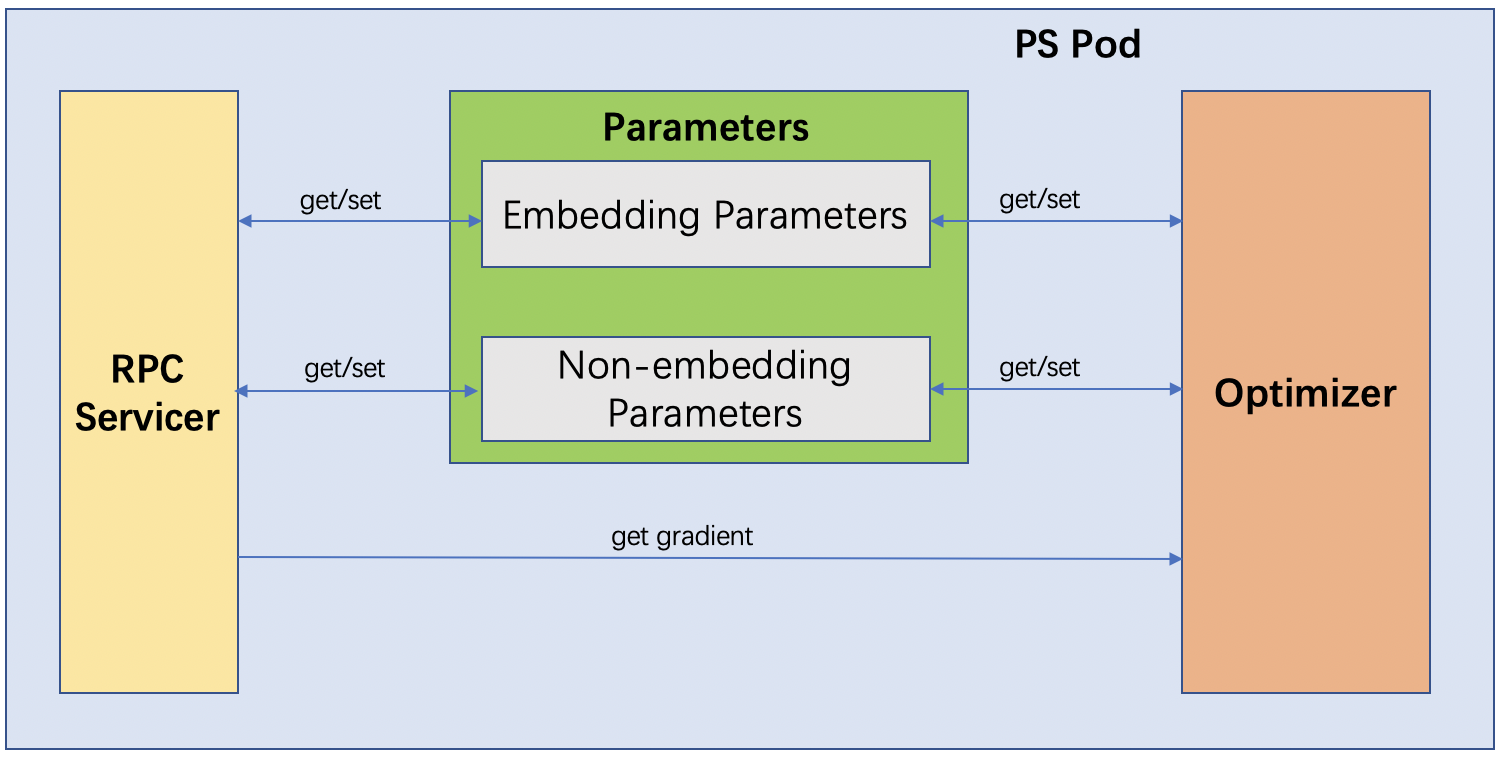 PS Pod
Parameters
get/set
Embedding Parameters
get/set
RPC
Servicer
get/set
Non-embedding
Parameters
get/set
Optimizer
get gradient